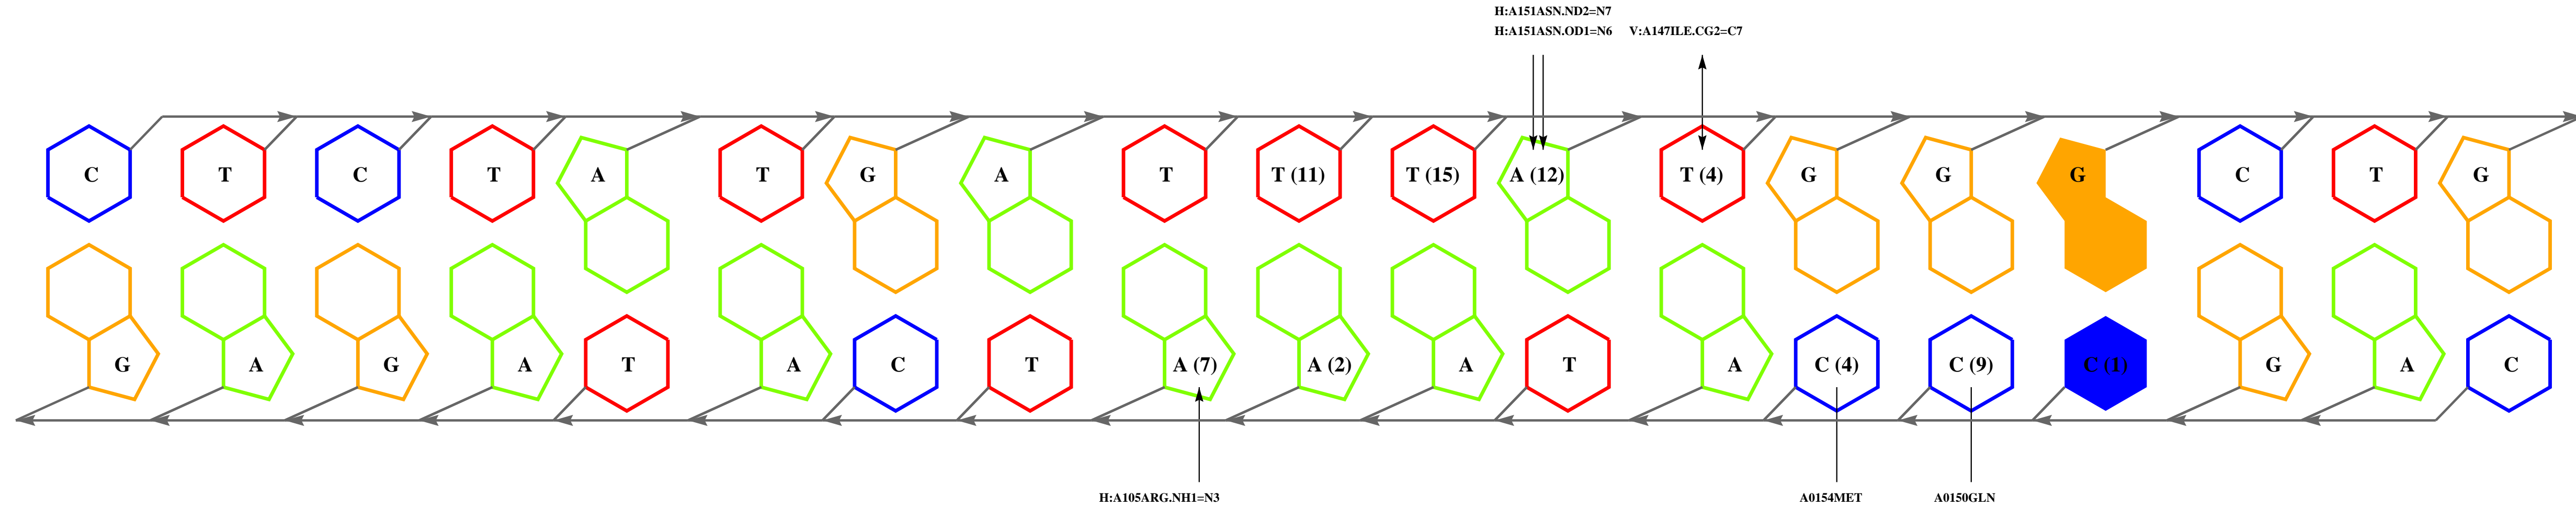 H:A151ASN.ND2=N7
H:A151ASN.OD1=N6 V:A147ILE.CG2=C7
C T C T A T G A T T (11) T (15) A (12) T (4) G G G C T G
G A G A T A C T A (7) A (2) A T A C (4) C (9) C (1) G A C
H:A105ARG.NH1=N3 A0154MET A0150GLN